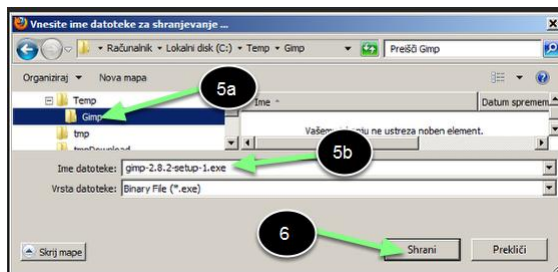 Vnesite ime datoteke za shranjevanje ...
Računalnik Lokalni disk (C:) Temp Gimp
Preišči Gimp
Organiziraj Nova mapa
5a
Temp
Gimp
tmp
tmpDownload
Ime
Datum spremem
Vašemu ne ustreza noben element.
5b
Ime datoteke: gimp-2.8.2-setup-1.exe
Vrsta datoteke: Binary File (*.exe)
6
Skrij mape
Shrani
Prekliči